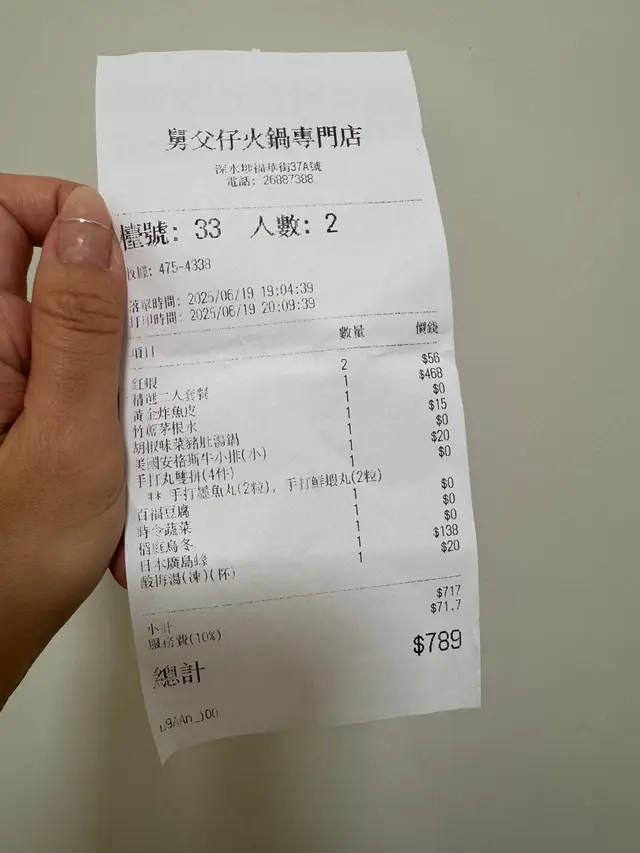 舅父仔火鍋專門店
深水埗福華街37A號
電話: 26887388
檯號: 33 人數: 2
收據: 475-4338
落單時間: 2025/06/19 19:04:39
打印時間: 2025/06/19 20:09:39
項目 數量 價錢
紅蝦 2 $56
精選二人套餐 1 $468
黃金炸魚皮 1 $0
竹蔗茅根水 1 $15
胡椒味菜豬肚湯鍋 1 $0
美國安格斯牛小排(小) 1 $20
手打丸雙拼(4件) 1 $0
** 手打墨魚丸(2粒), 手打鮮蝦丸(2粒)
百福豆腐 1 $0
時令蔬菜 1 $0
稻庭烏冬 1 $0
日本廣島蠔 1 $138
酸梅湯(凍)(杯) 1 $20
小計 $717
服務費(10%) $71.7
總計 $789